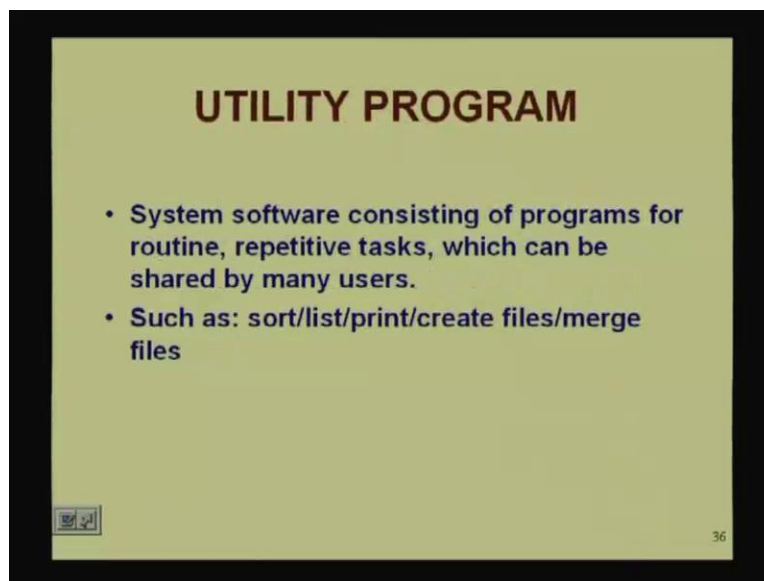 UTILITY PROGRAM
• System software consisting of programs for
routine, repetitive tasks, which can be
shared by many users.
• Such as: sort/list/print/create files/merge
files
36